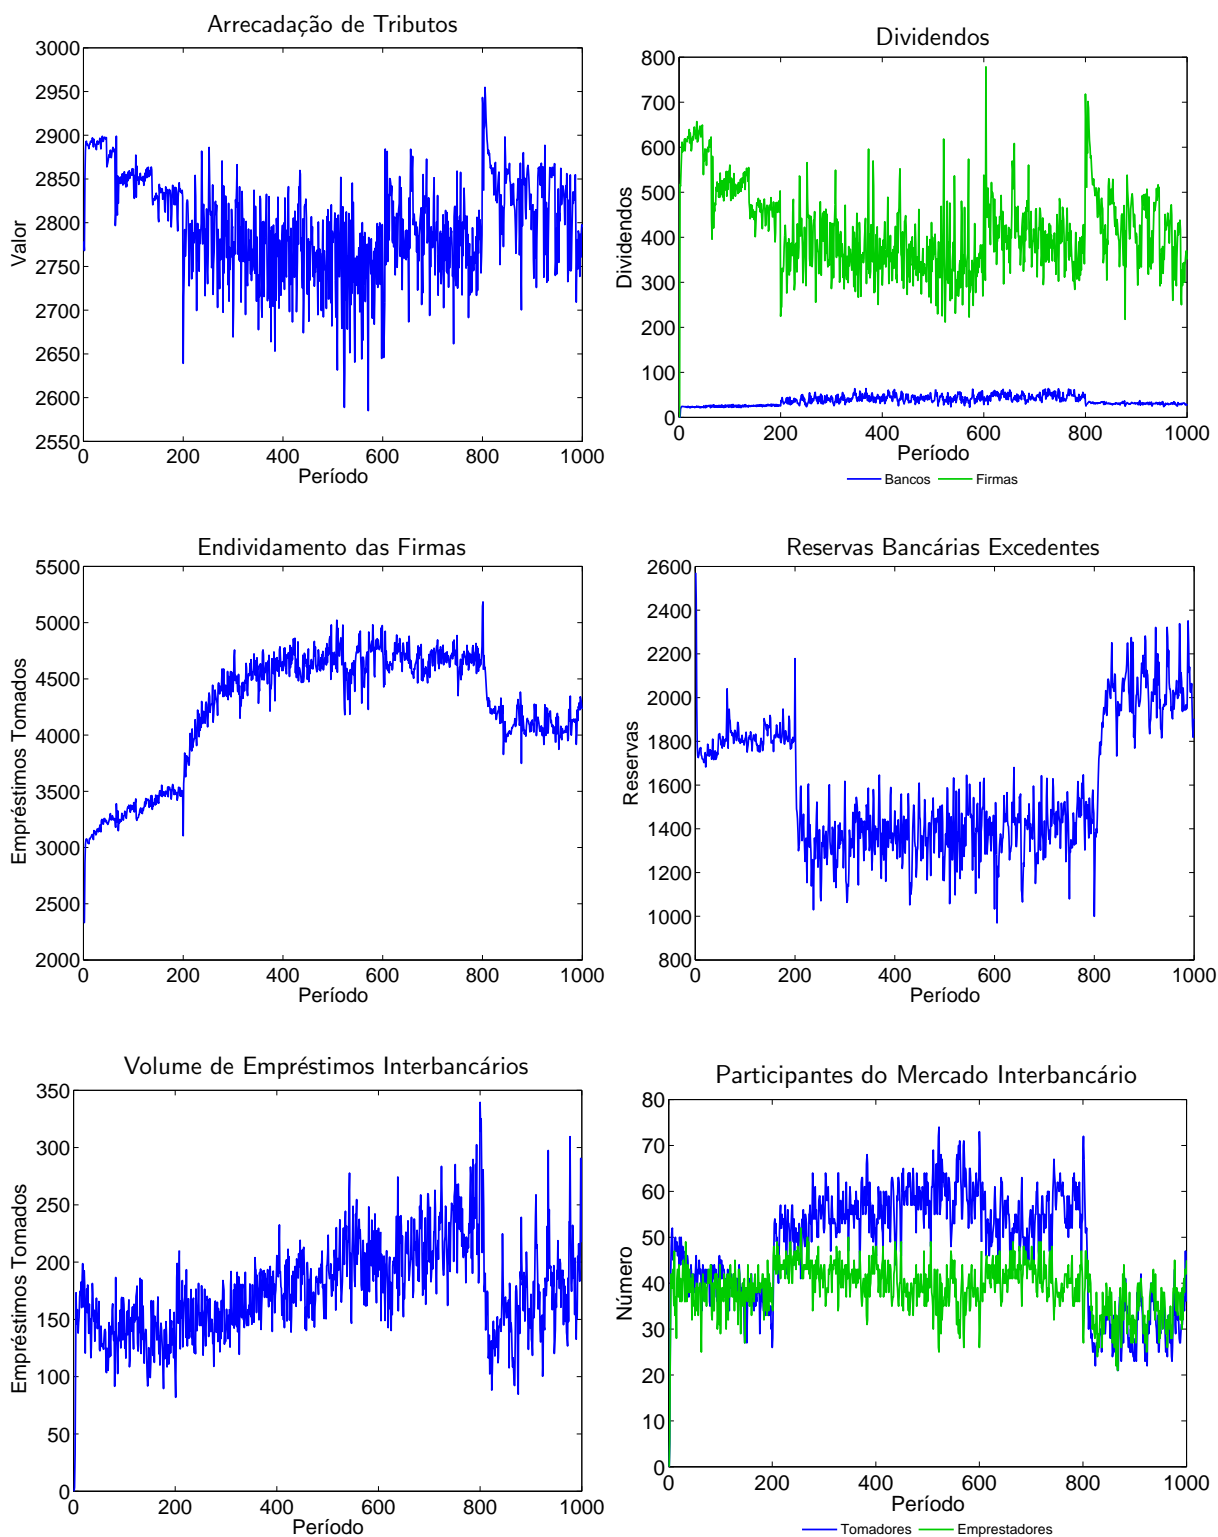 Arrecadação de Tributos
3000
2950
2900
2850
2800
2750
2700
2650
2600
2550
Valor
0 200 400 600 800 1000
Período
Dividendos
800
700
600
500
400
300
200
100
0
Dividendos
0 200 400 600 800 1000
Período
Bancos Firmas
Endividamento das Firmas
5500
5000
4500
4000
3500
3000
2500
2000
Empréstimos Tomados
0 200 400 600 800 1000
Período
Reservas Bancárias Excedentes
2600
2400
2200
2000
1800
1600
1400
1200
1000
800
Reservas
0 200 400 600 800 1000
Período
Volume de Empréstimos Interbancários
350
300
250
200
150
100
50
0
Empréstimos Tomados
0 200 400 600 800 1000
Período
Participantes do Mercado Interbancário
80
70
60
50
40
30
20
10
0
Número
0 200 400 600 800 1000
Período
Tomadores Emprestadores